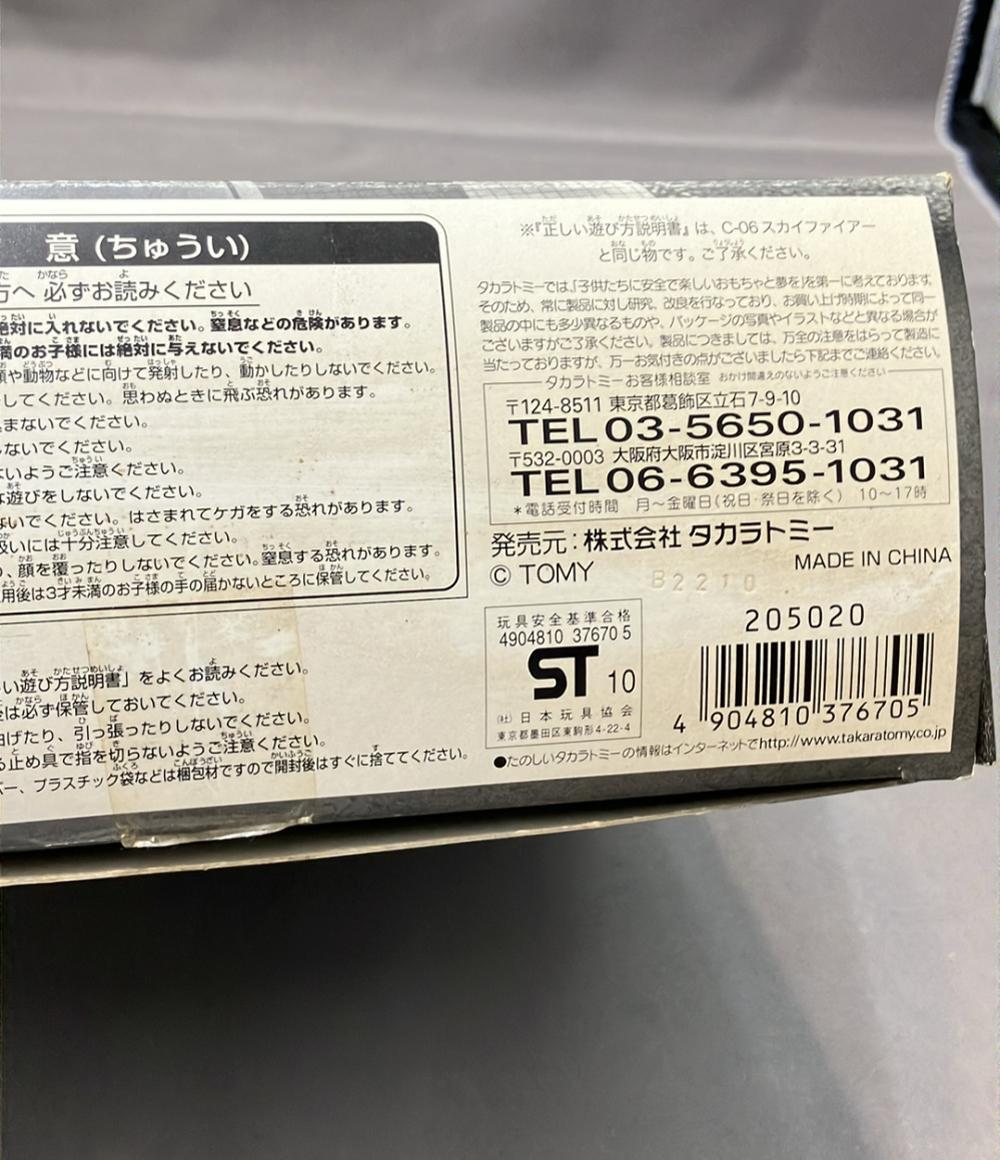 意(ちゅうい)
方へ 必ずお読みください
絶対に入れないでください。窒息などの危険があります。
満のお子様には絶対に与えないでください。
顔や動物などに向けて発射したり、動かしたりしないでください。
してください。思わぬときに飛ぶ恐れがあります。
まないでください。
しないでください。
ないようご注意ください。
な遊びをしないでください。
ないでください。はさまれてケガをする恐れがあります。
扱いには十分注意してください。
、顔を覆ったりしないでください。窒息する恐れがあります。
用後は3才未満のお子様の手の届かないところに保管してください。
い遊び方説明書」をよくお読みください。
は必ず保管しておいてください。
曲げたり、引っ張ったりしないでください。
る止め具で指を切らないようご注意ください。
バー、プラスチック袋などは梱包材ですので開封後はすぐに捨ててください。
※『正しい遊び方説明書』は、C-06スカイファイアー
と同じ物です。ご了承ください。
タカラトミーでは、「子供たちに安全で楽しいおもちゃと夢を」を第一に考えております。
そのため、常に製品に対し研究、改良を行なっており、お買い上げ時期によって同一
製品の中にも多少異なるものや、パッケージの写真やイラストなどと異なる場合が
ございますがご了承ください。製品につきましては、万全の注意をはらって製造に
当たっておりますが、万一お気付きの点がございましたら下記までご連絡ください。
タカラトミーお客様相談室 おかけ間違えのないようご注意ください
〒124-8511 東京都葛飾区立石7-9-10
TEL 03-5650-1031
〒532-0003 大阪府大阪市淀川区宮原3-3-31
TEL 06-6395-1031
*電話受付時間 月〜金曜日(祝日・祭日を除く) 10〜17時
発売元:株式会社 タカラトミー
© TOMY
B2210
MADE IN CHINA
玩具安全基準合格
4904810 37670 5
ST 10
(社)日本玩具協会
東京都墨田区東駒形4-22-4
205020
4 904810 376705
●たのしいタカラトミーの情報はインターネットでhttp://www.takaratomy.co.jp